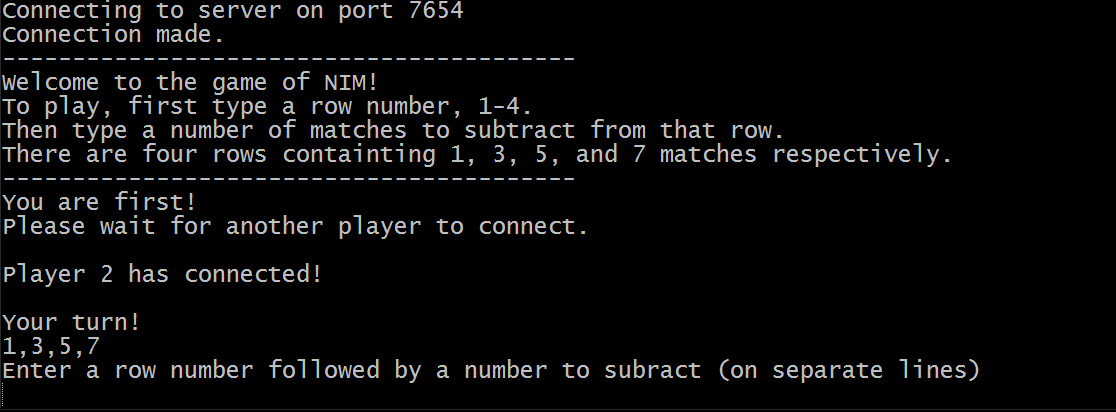 Connecting to server on port 7654
Connection made.
-----------------------------------------
Welcome to the game of NIM!
To play, first type a row number, 1-4.
Then type a number of matches to subtract from that row.
There are four rows containting 1, 3, 5, and 7 matches respectively.
-----------------------------------------
You are first!
Please wait for another player to connect.
Player 2 has connected!
Your turn!
1,3,5,7
Enter a row number followed by a number to subract (on separate lines)